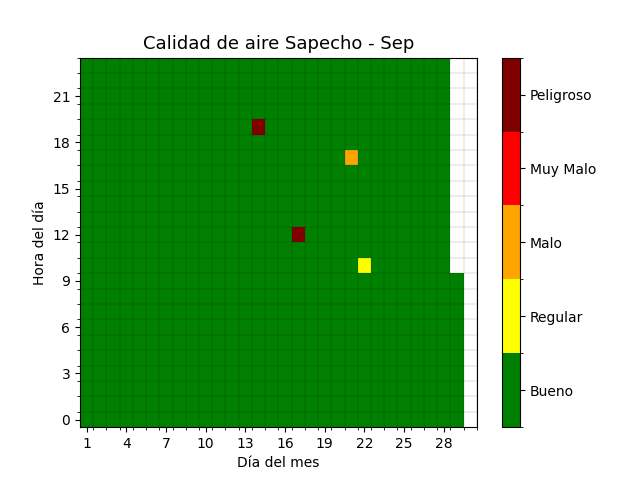 Calidad de aire Sapecho - Sep
Hora del día
21
18
15
12
9
6
3
0
1 4 7 10 13 16 19 22 25 28
Día del mes
Peligroso
Muy Malo
Malo
Regular
Bueno